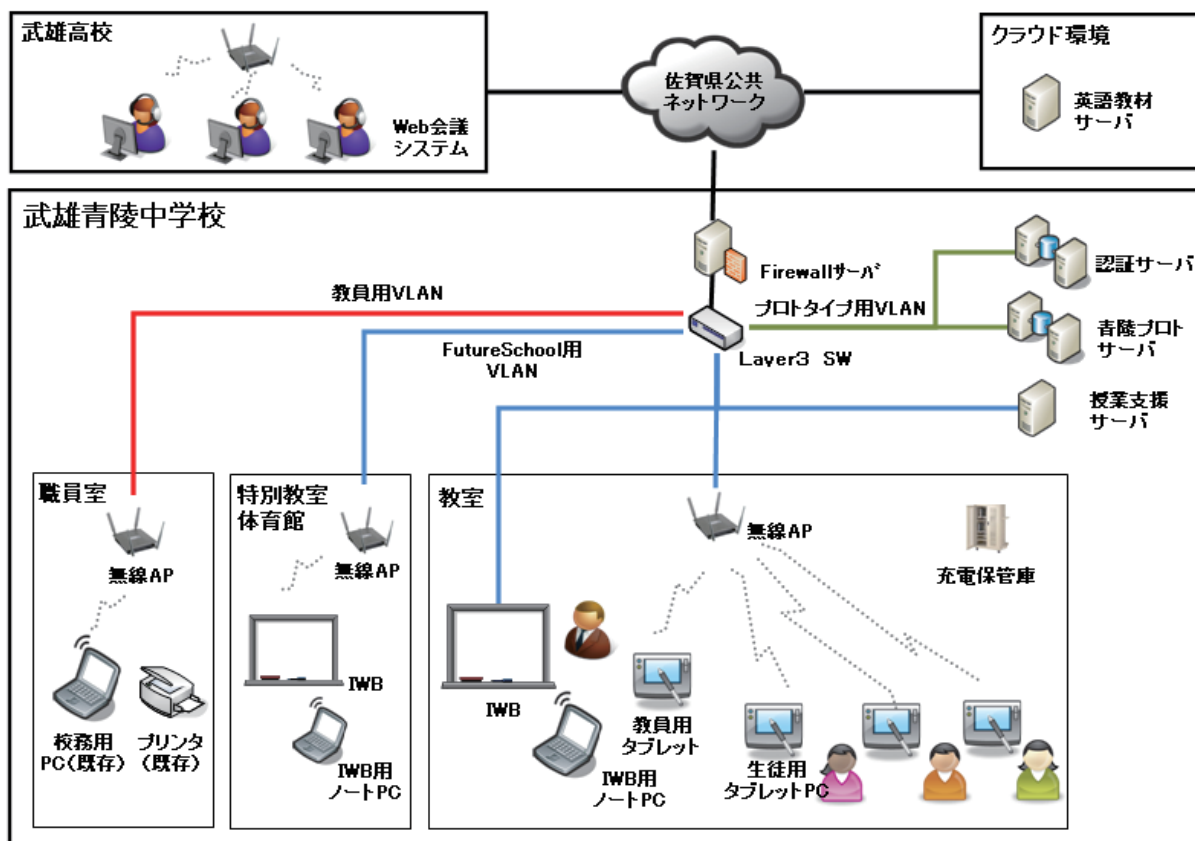 武雄高校
Web会議
システム
佐賀県公共
ネットワーク
クラウド環境
英語教材
サーバ
武雄青陵中学校
Firewallサーバ
認証サーバ
教員用VLAN
プロトタイプ用VLAN
青陵プロト
サーバ
FutureSchool用
VLAN
Layer3 SW
授業支援
サーバ
職員室
無線AP
校務用
PC(既存)
プリンタ
(既存)
特別教室
体育館
無線AP
IWB
IWB用
ノートPC
教室
無線AP
充電保管庫
IWB
教員用
タブレット
IWB用
ノートPC
生徒用
タブレットPC